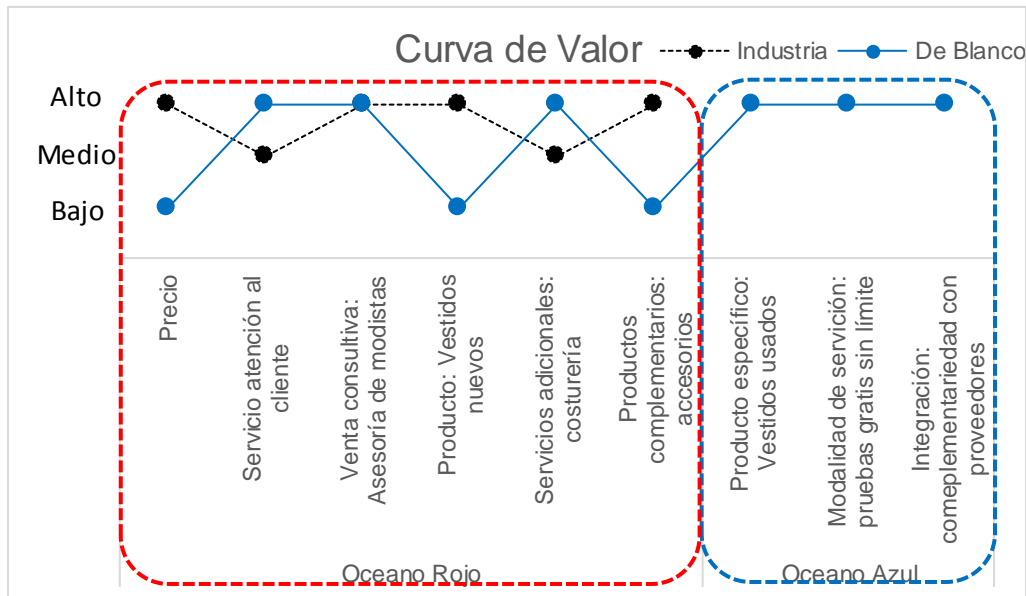 Curva de Valor
Industria
De Blanco
Alto
Medio
Bajo
Precio
Servicio atención al
cliente
Venta consultiva:
Asesoría de modistas
Producto: Vestidos
nuevos
Servicios adicionales:
costurería
Productos
complementarios:
accesorios
Producto específico:
Vestidos usados
Modalidad de servición:
pruebas gratis sin límite
Integración:
comeplementariedad con
proveedores
Oceano Rojo
Oceano Azul